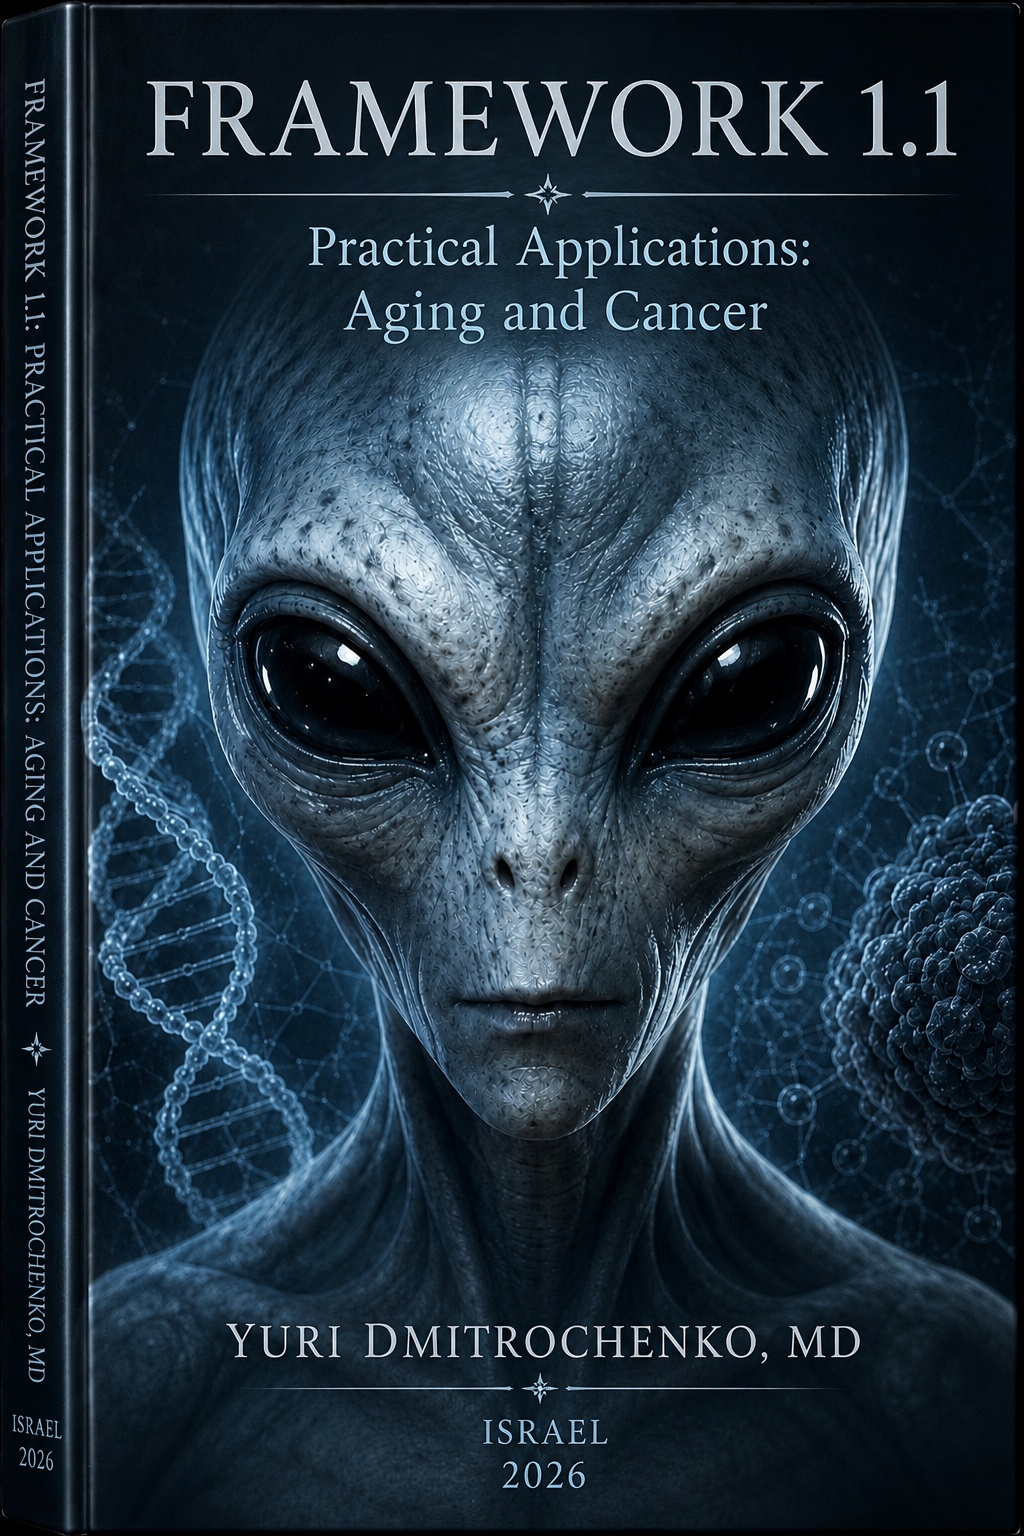 FRAMEWORK 1.1
Practical Applications:
Aging and Cancer
YURI DMITROCHENKO, MD
ISRAEL
2026
FRAMEWORK 1.1: PRACTICAL APPLICATIONS: AGING AND CANCER
YURI DMITROCHENKO, MD
ISRAEL
2026